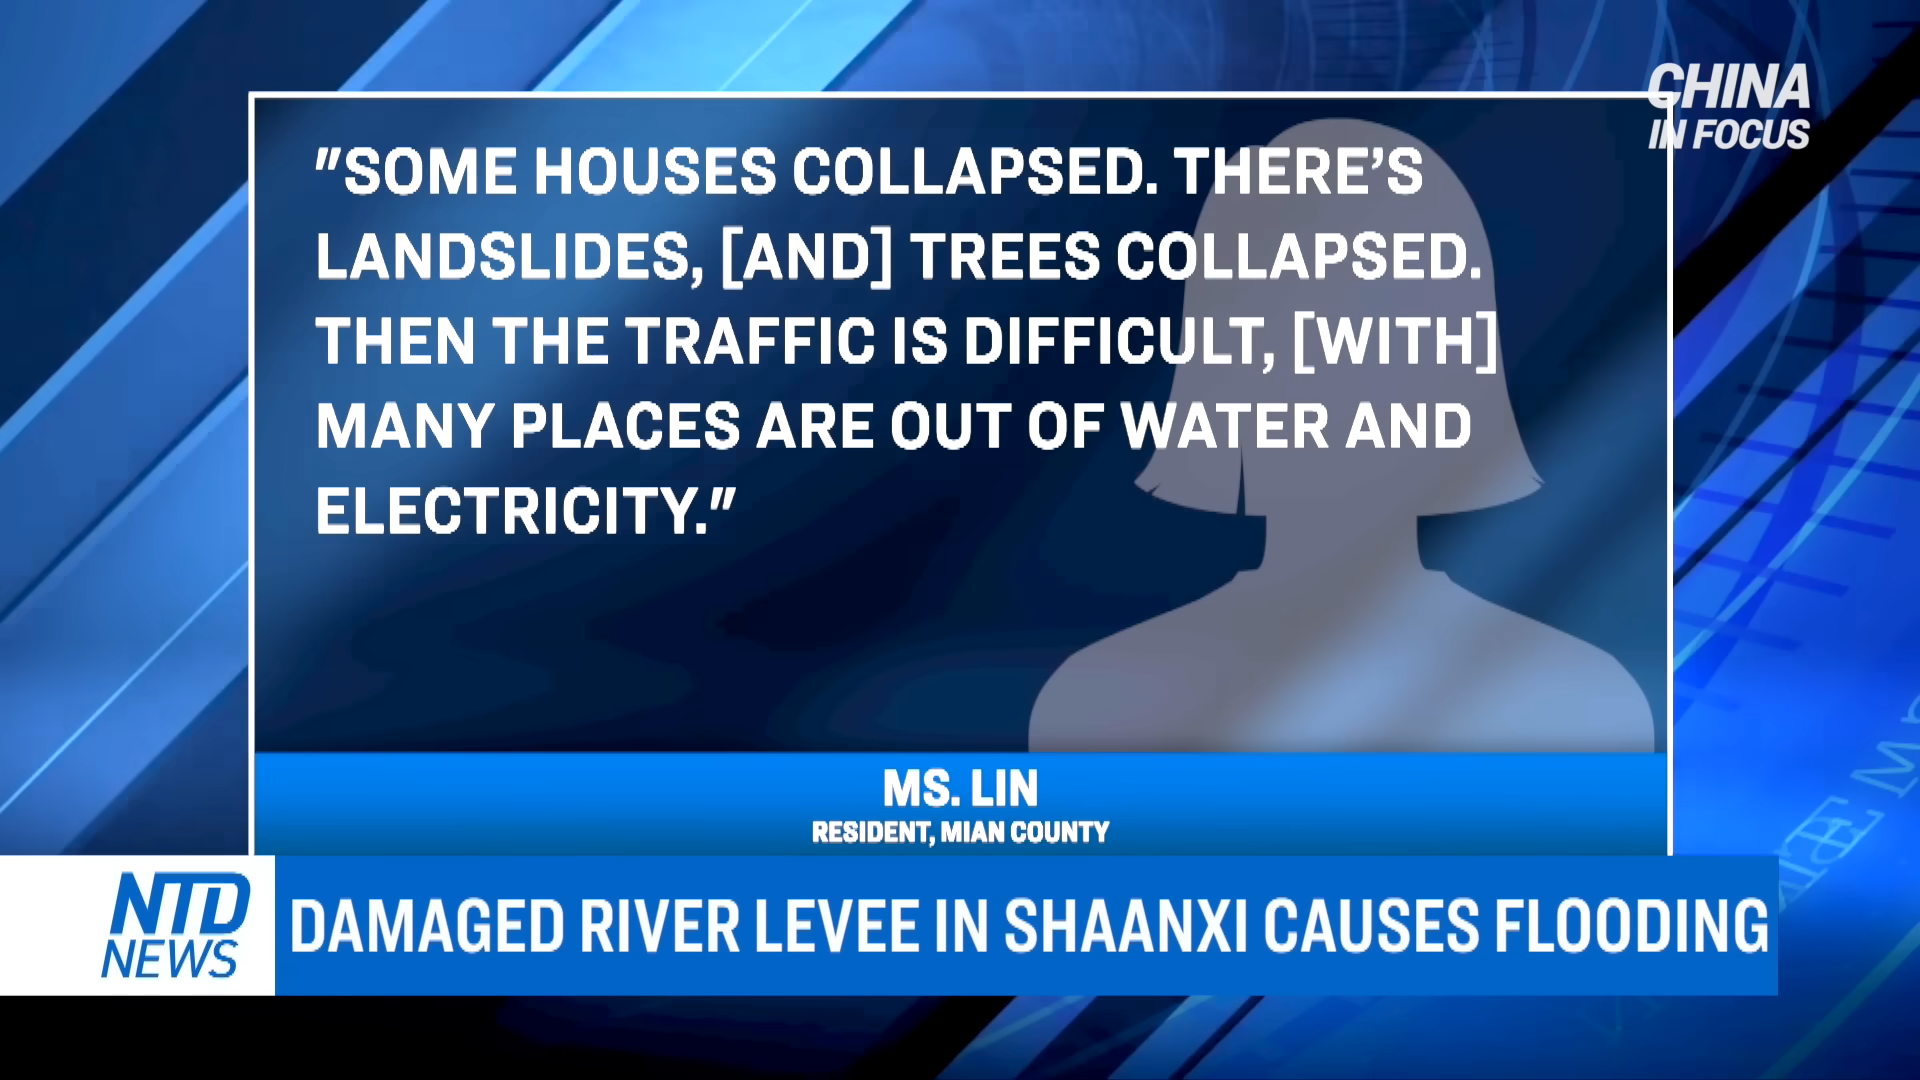 CHINA
IN FOCUS
"SOME HOUSES COLLAPSED. THERE’S
LANDSLIDES, [AND] TREES COLLAPSED.
THEN THE TRAFFIC IS DIFFICULT, [WITH]
MANY PLACES ARE OUT OF WATER AND
ELECTRICITY."
MS. LIN
RESIDENT, MIAN COUNTY
NTD
NEWS
DAMAGED RIVER LEVEE IN SHAANXI CAUSES FLOODING